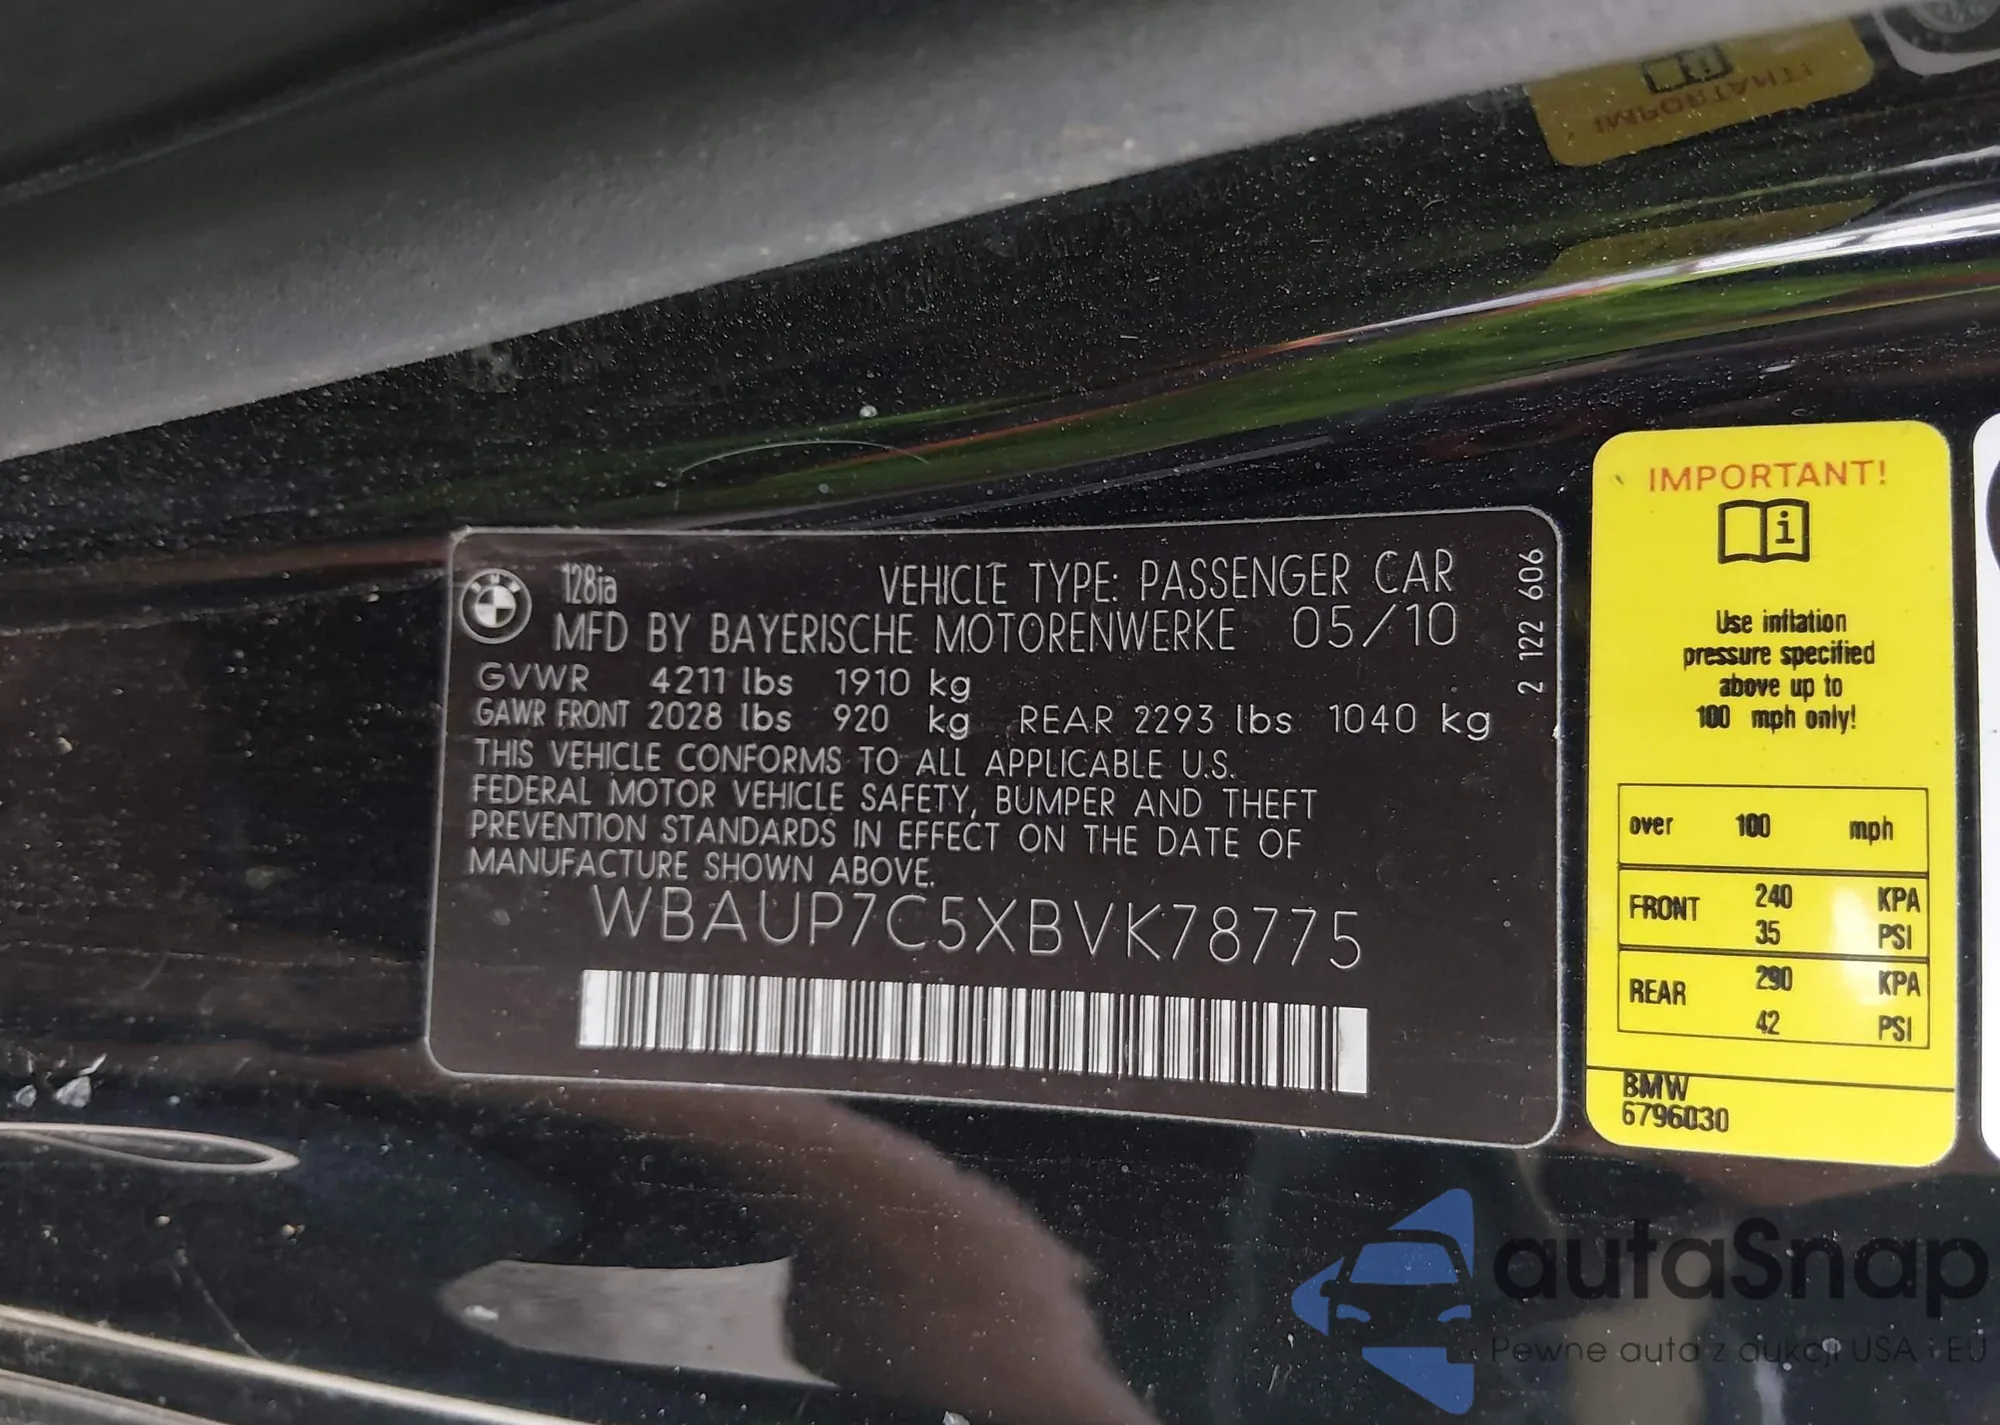 128ia
VEHICLE TYPE: PASSENGER CAR
MFD BY BAYERISCHE MOTORENWERKE 05/10
GVWR 4211 lbs 1910 kg
GAWR FRONT 2028 lbs 920 kg REAR 2293 lbs 1040 kg
THIS VEHICLE CONFORMS TO ALL APPLICABLE U.S.
FEDERAL MOTOR VEHICLE SAFETY, BUMPER AND THEFT
PREVENTION STANDARDS IN EFFECT ON THE DATE OF
MANUFACTURE SHOWN ABOVE.
WBAUP7C5XBVK78775
2 122 606
IMPORTANT!
Use inflation
pressure specified
above up to
100 mph only!
over 100 mph
FRONT 240 KPA
35 PSI
REAR 290 KPA
42 PSI
BMW
6796030
IMPORTANT!
autaSnap
Pewne auta z aukcji USA i EU